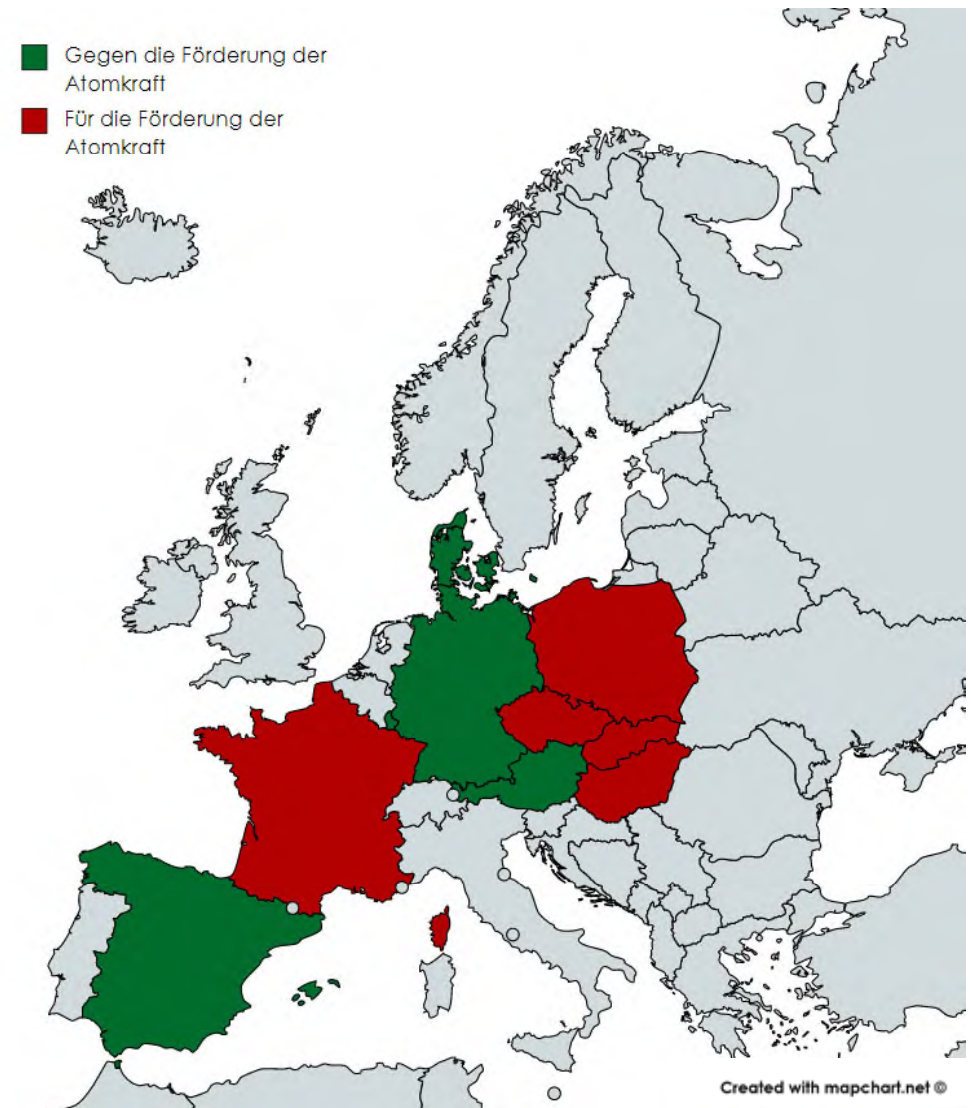 Gegen die Förderung der
Atomkraft
Für die Förderung der
Atomkraft
Created with mapchart.net ©